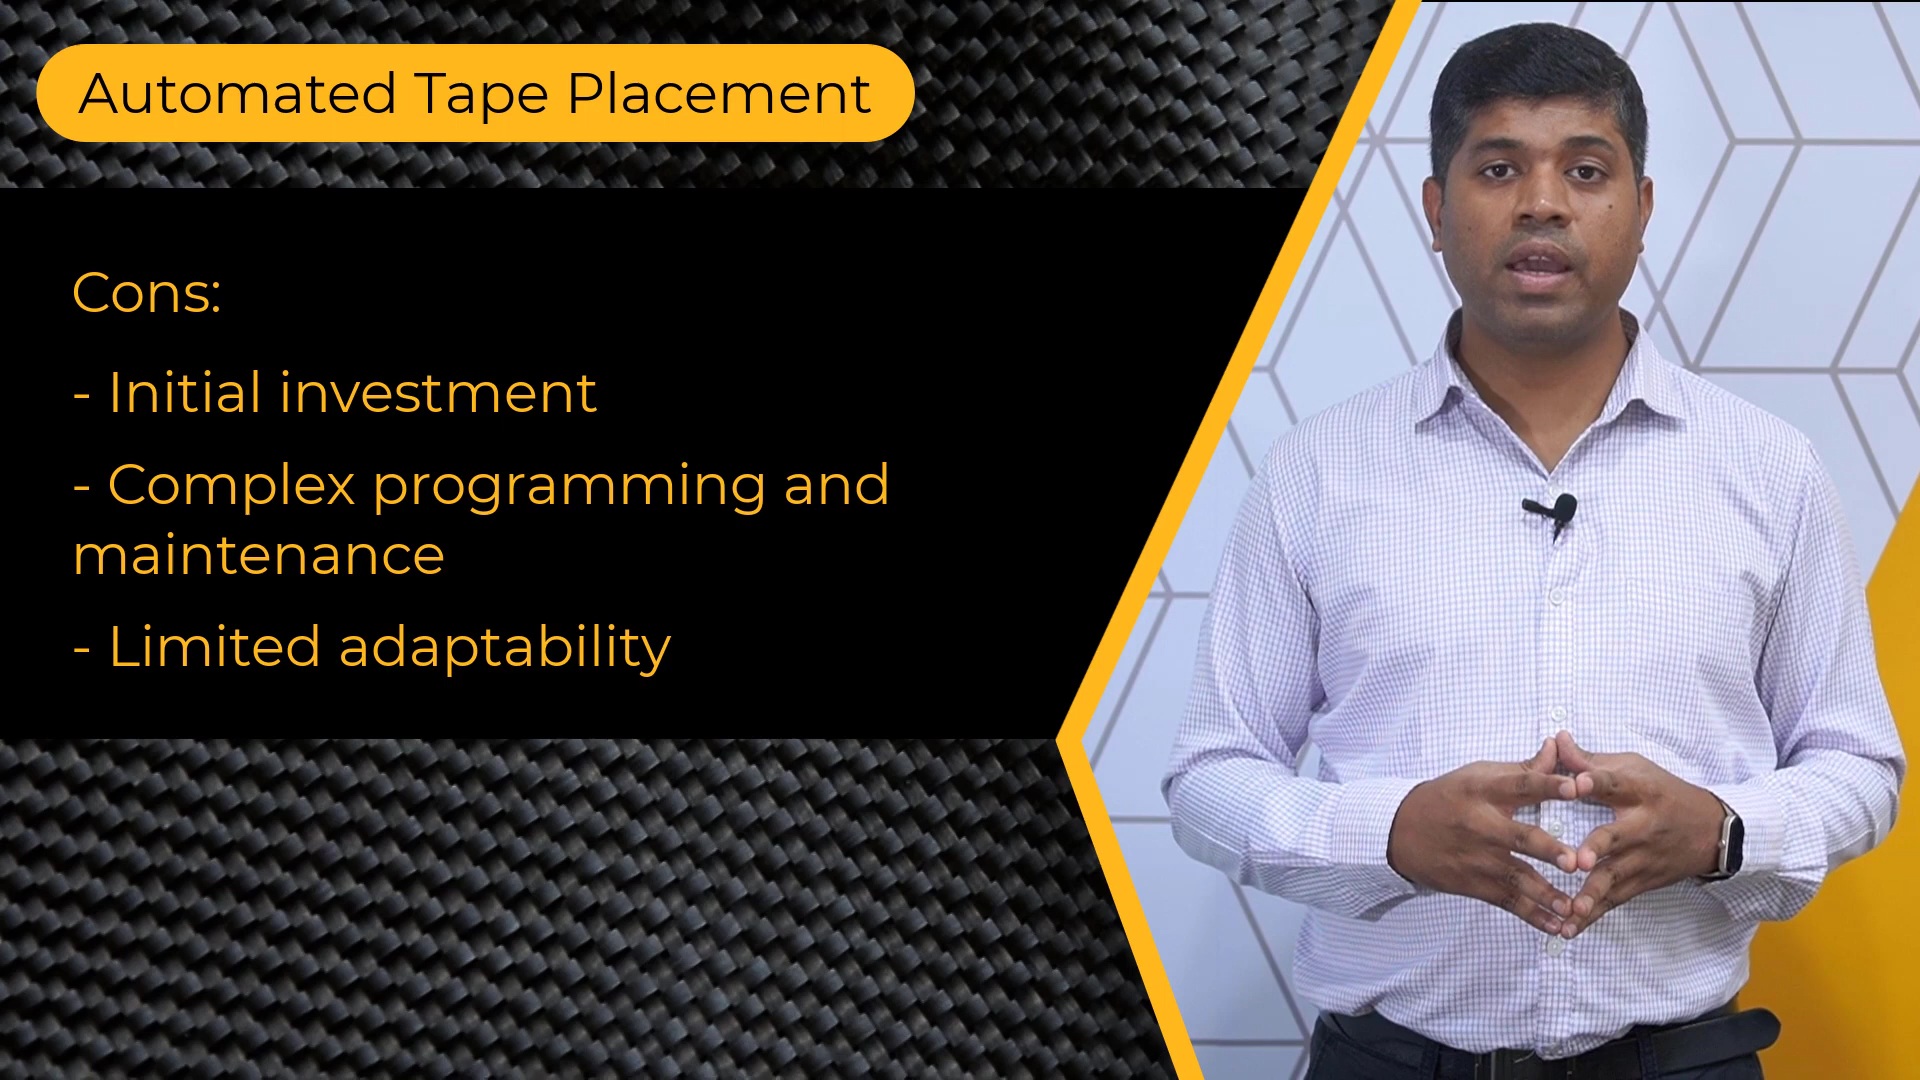 Automated Tape Placement
Cons:
- Initial investment
- Complex programming and
maintenance
- Limited adaptability